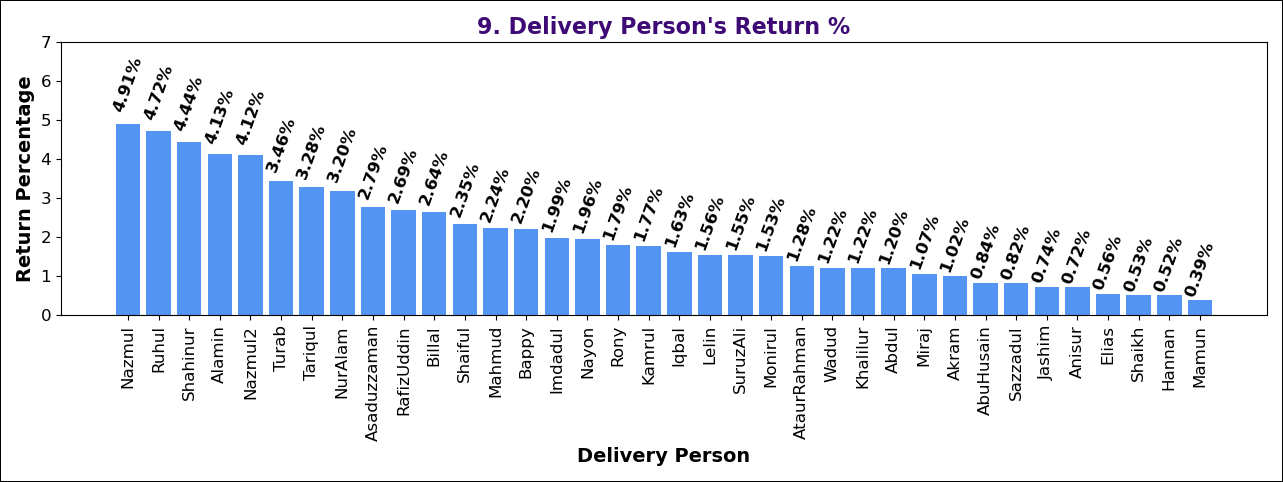 9. Delivery Person's Return %
Return Percentage
7
6
5
4
3
2
1
0
4.91%
4.72%
4.44%
4.13%
4.12%
3.46%
3.28%
3.20%
2.79%
2.69%
2.64%
2.35%
2.24%
2.20%
1.99%
1.96%
1.79%
1.77%
1.63%
1.56%
1.55%
1.53%
1.28%
1.22%
1.22%
1.20%
1.07%
1.02%
0.84%
0.82%
0.74%
0.72%
0.56%
0.53%
0.52%
0.39%
Nazmul
Ruhul
Shahinur
Alamin
Nazmul2
Turab
Tariqul
NurAlam
Asaduzzaman
RafizUddin
Billal
Shaiful
Mahmud
Bappy
Imdadul
Nayon
Rony
Kamrul
Iqbal
Lelin
SuruzAli
Monirul
AtaurRahman
Wadud
Khalilur
Abdul
Miraj
Akram
AbuHusain
Sazzadul
Jashim
Anisur
Elias
Shaikh
Hannan
Mamun
Delivery Person